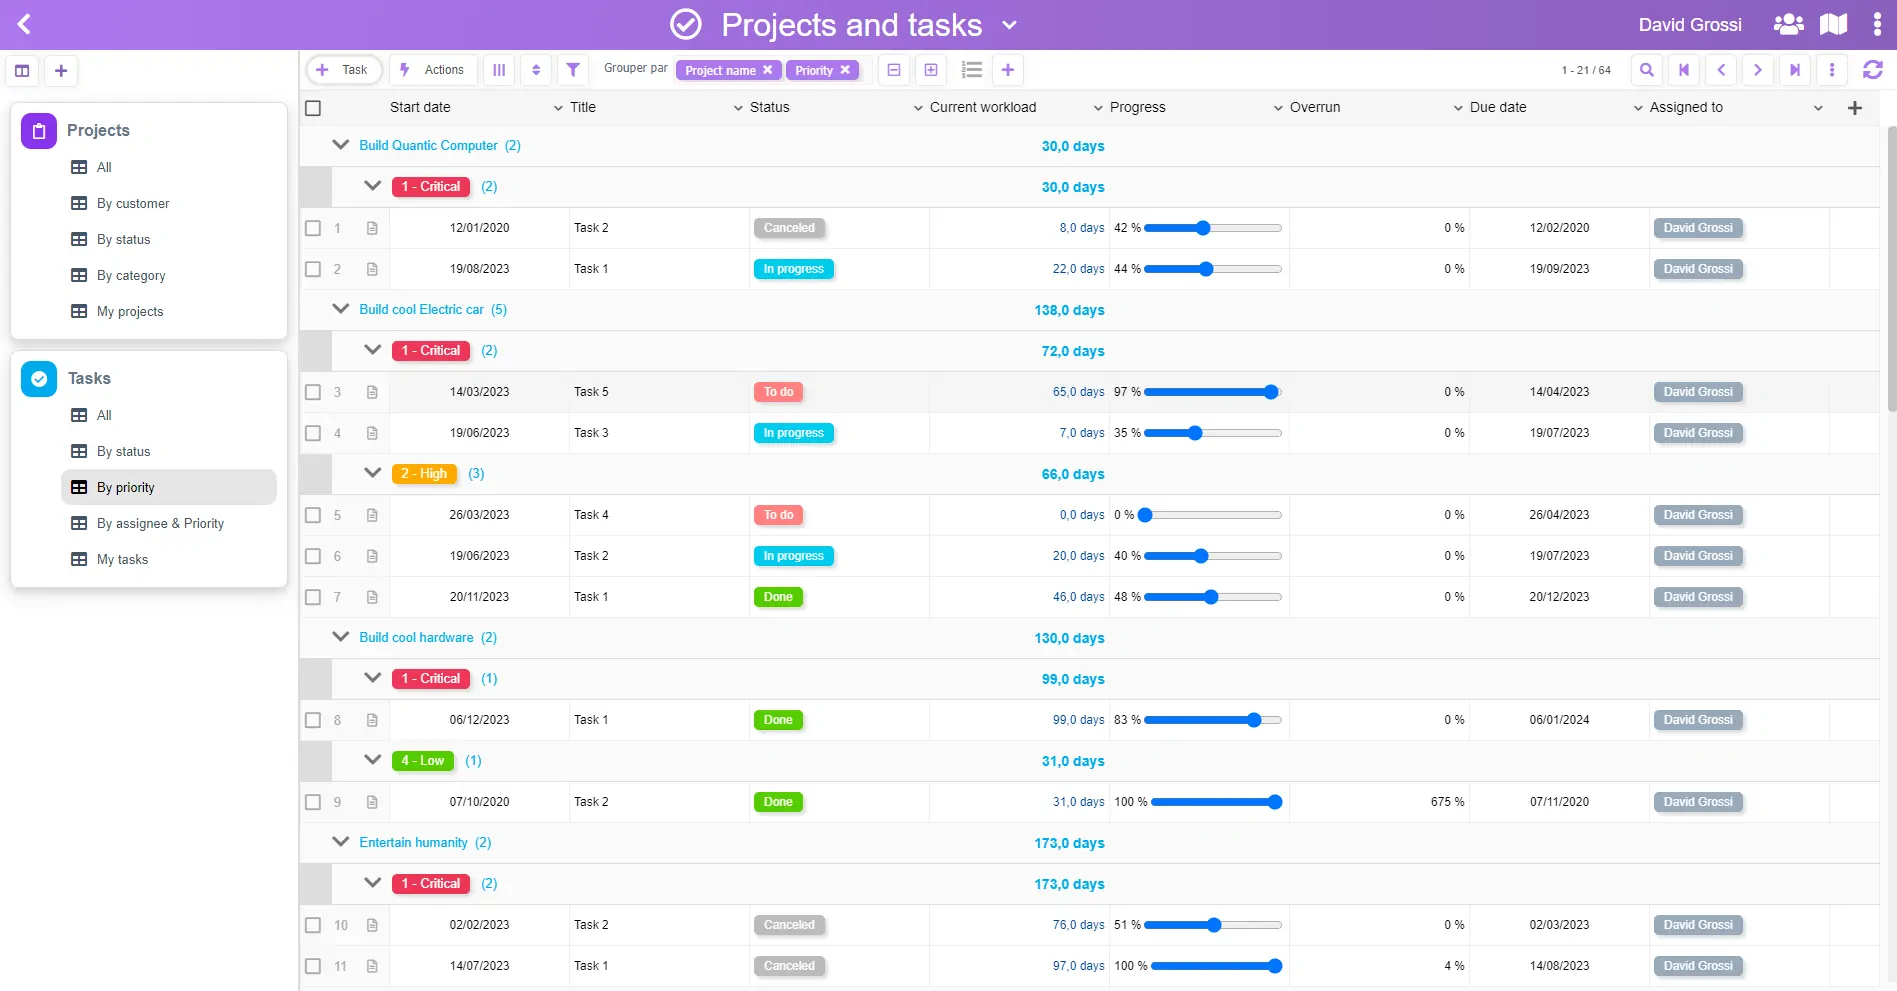 Projects and tasks
David Grossi
Task Actions Grouper par Project name Priority 1 - 21 / 64
Projects
All
By customer
By status
By category
My projects
Tasks
All
By status
By priority
By assignee & Priority
My tasks
Start date Title Status Current workload Progress Overrun Due date Assigned to
Build Quantic Computer (2) 30,0 days
1 - Critical (2) 30,0 days
1 12/01/2020 Task 2 Canceled 8,0 days 42 % 0 % 12/02/2020 David Grossi
2 19/08/2023 Task 1 In progress 22,0 days 44 % 0 % 19/09/2023 David Grossi
Build cool Electric car (5) 138,0 days
1 - Critical (2) 72,0 days
3 14/03/2023 Task 5 To do 65,0 days 97 % 0 % 14/04/2023 David Grossi
4 19/06/2023 Task 3 In progress 7,0 days 35 % 0 % 19/07/2023 David Grossi
2 - High (3) 66,0 days
5 26/03/2023 Task 4 To do 0,0 days 0 % 0 % 26/04/2023 David Grossi
6 19/06/2023 Task 2 In progress 20,0 days 40 % 0 % 19/07/2023 David Grossi
7 20/11/2023 Task 1 Done 46,0 days 48 % 0 % 20/12/2023 David Grossi
Build cool hardware (2) 130,0 days
1 - Critical (1) 99,0 days
8 06/12/2023 Task 1 Done 99,0 days 83 % 0 % 06/01/2024 David Grossi
4 - Low (1) 31,0 days
9 07/10/2020 Task 2 Done 31,0 days 100 % 675 % 07/11/2020 David Grossi
Entertain humanity (2) 173,0 days
1 - Critical (2) 173,0 days
10 02/02/2023 Task 2 Canceled 76,0 days 51 % 0 % 02/03/2023 David Grossi
11 14/07/2023 Task 1 Canceled 97,0 days 100 % 4 % 14/08/2023 David Grossi